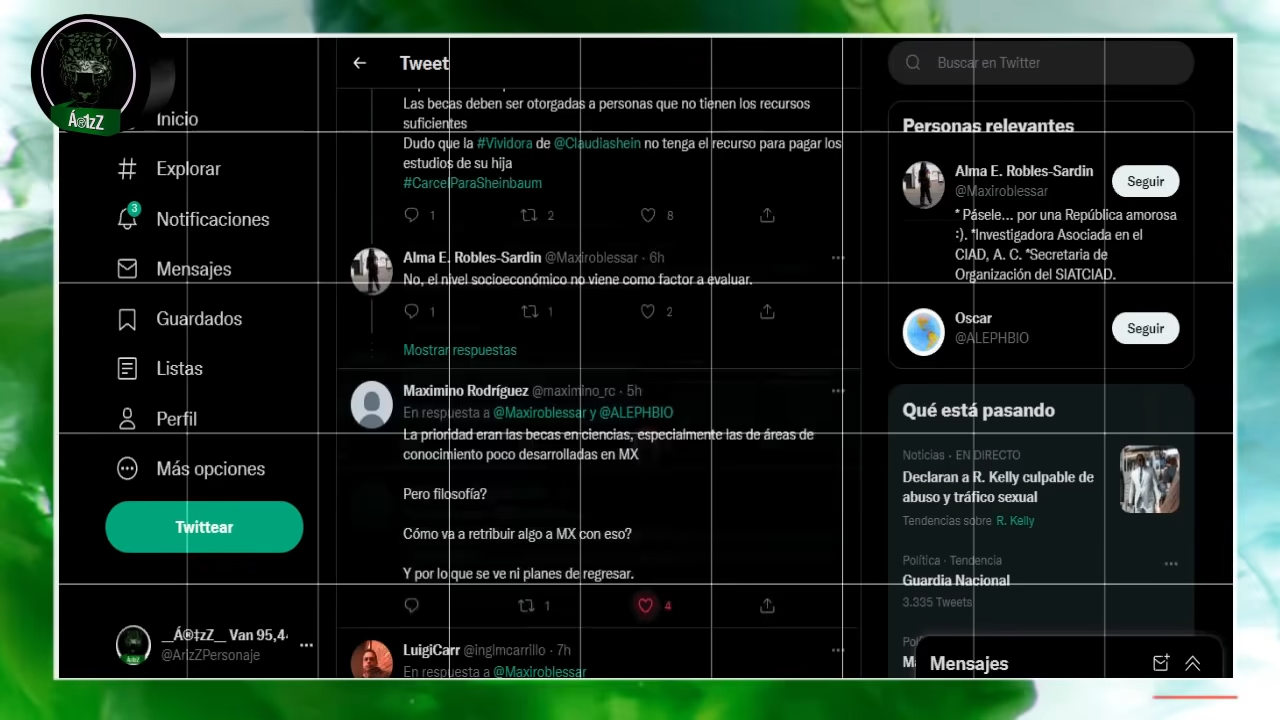 Á®‡zZ
Inicio
Explorar
3
Notificaciones
Mensajes
Guardados
Listas
Perfil
Más opciones
Twittear
__Á®‡zZ__ Van 95,4
@ArlzZPersonaje
Tweet
Las becas deben ser otorgadas a personas que no tienen los recursos
suficientes
Dudo que la #Vividora de @Claudiashein no tenga el recurso para pagar los
estudios de su hija
#CarcelParaSheinbaum
1 2 8
Alma E. Robles-Sardin @Maxiroblessar · 6h
No, el nivel socioeconómico no viene como factor a evaluar.
1 1 2
Mostrar respuestas
Maximino Rodríguez @maximino_rc · 5h
En respuesta a @Maxiroblessar y @ALEPHBIO
La prioridad eran las becas en ciencias, especialmente las de áreas de
conocimiento poco desarrolladas en MX
Pero filosofía?
Cómo va a retribuir algo a MX con eso?
Y por lo que se ve ni planes de regresar.
1 4
LuigiCarr @inglmcarrillo · 7h
En respuesta a @Maxiroblessar
Buscar en Twitter
Personas relevantes
Alma E. Robles-Sardin
@Maxiroblessar
Seguir
* Pásele... por una República amorosa
:). *Investigadora Asociada en el
CIAD, A. C. *Secretaria de
Organización del SIATCIAD.
Oscar
@ALEPHBIO
Seguir
Qué está pasando
Noticias · EN DIRECTO
Declaran a R. Kelly culpable de
abuso y tráfico sexual
Tendencias sobre R. Kelly
Política · Tendencia
Guardia Nacional
3.335 Tweets
Mensajes